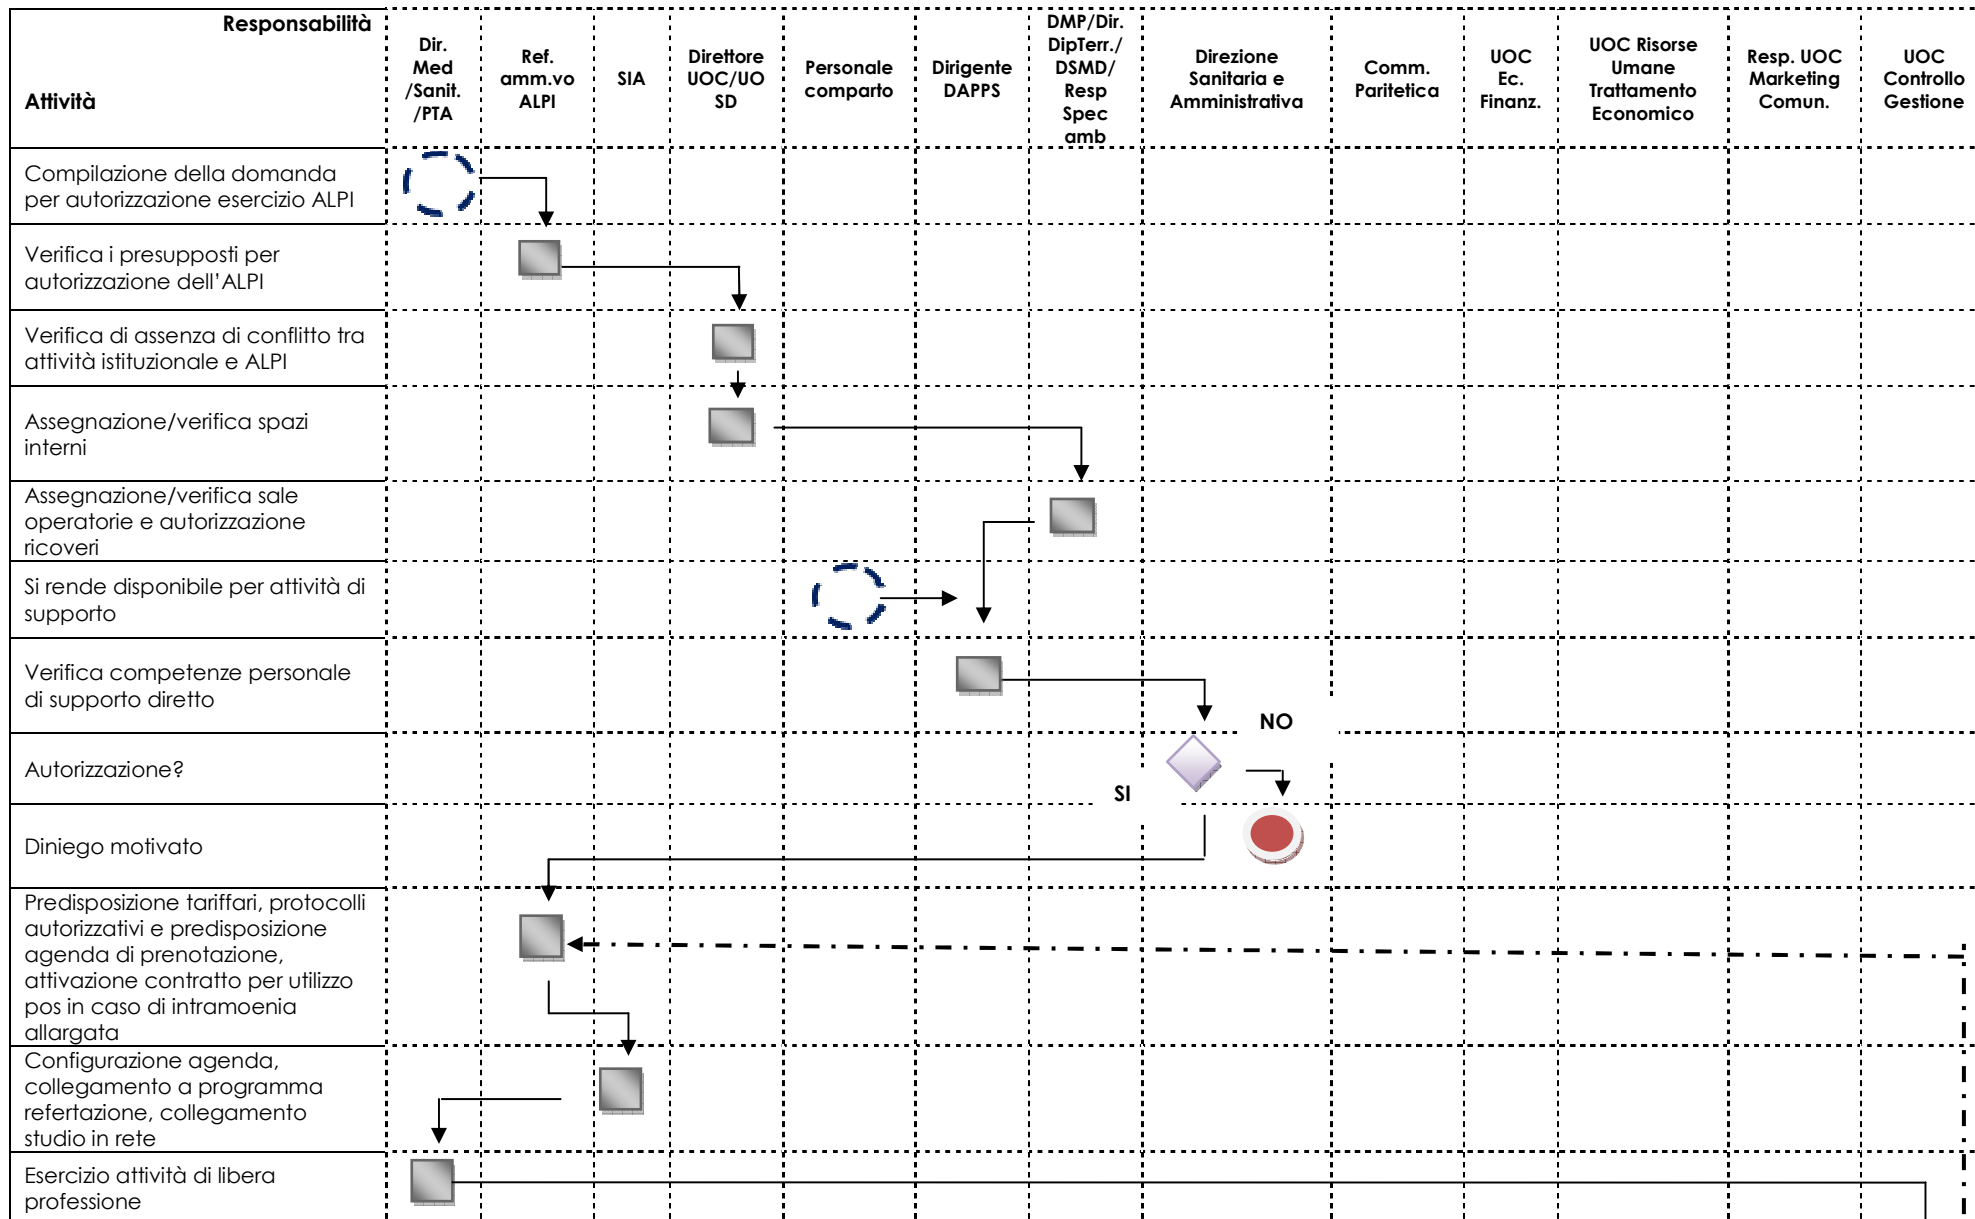 Responsabilità
Attività
Dir.
Med
/Sanit.
/PTA
Ref.
amm.vo
ALPI
SIA
Direttore
UOC/UO
SD
Personale
comparto
Dirigente
DAPPS
DMP/Dir.
DipTerr./
DSMD/
Resp
Spec
amb
Direzione
Sanitaria e
Amministrativa
Comm.
Paritetica
UOC
Ec.
Finanz.
UOC Risorse
Umane
Trattamento
Economico
Resp. UOC
Marketing
Comun.
UOC
Controllo
Gestione
Compilazione della domanda
per autorizzazione esercizio ALPI
Verifica i presupposti per
autorizzazione dell'ALPI
Verifica di assenza di conflitto tra
attività istituzionale e ALPI
Assegnazione/verifica spazi
interni
Assegnazione/verifica sale
operatorie e autorizzazione
ricoveri
Si rende disponibile per attività di
supporto
Verifica competenze personale
di supporto diretto
NO
Autorizzazione?
SI
Diniego motivato
Predisposizione tariffari, protocolli
autorizzativi e predisposizione
agenda di prenotazione,
attivazione contratto per utilizzo
pos in caso di intramoenia
allargata
Configurazione agenda,
collegamento a programma
refertazione, collegamento
studio in rete
Esercizio attività di libera
professione